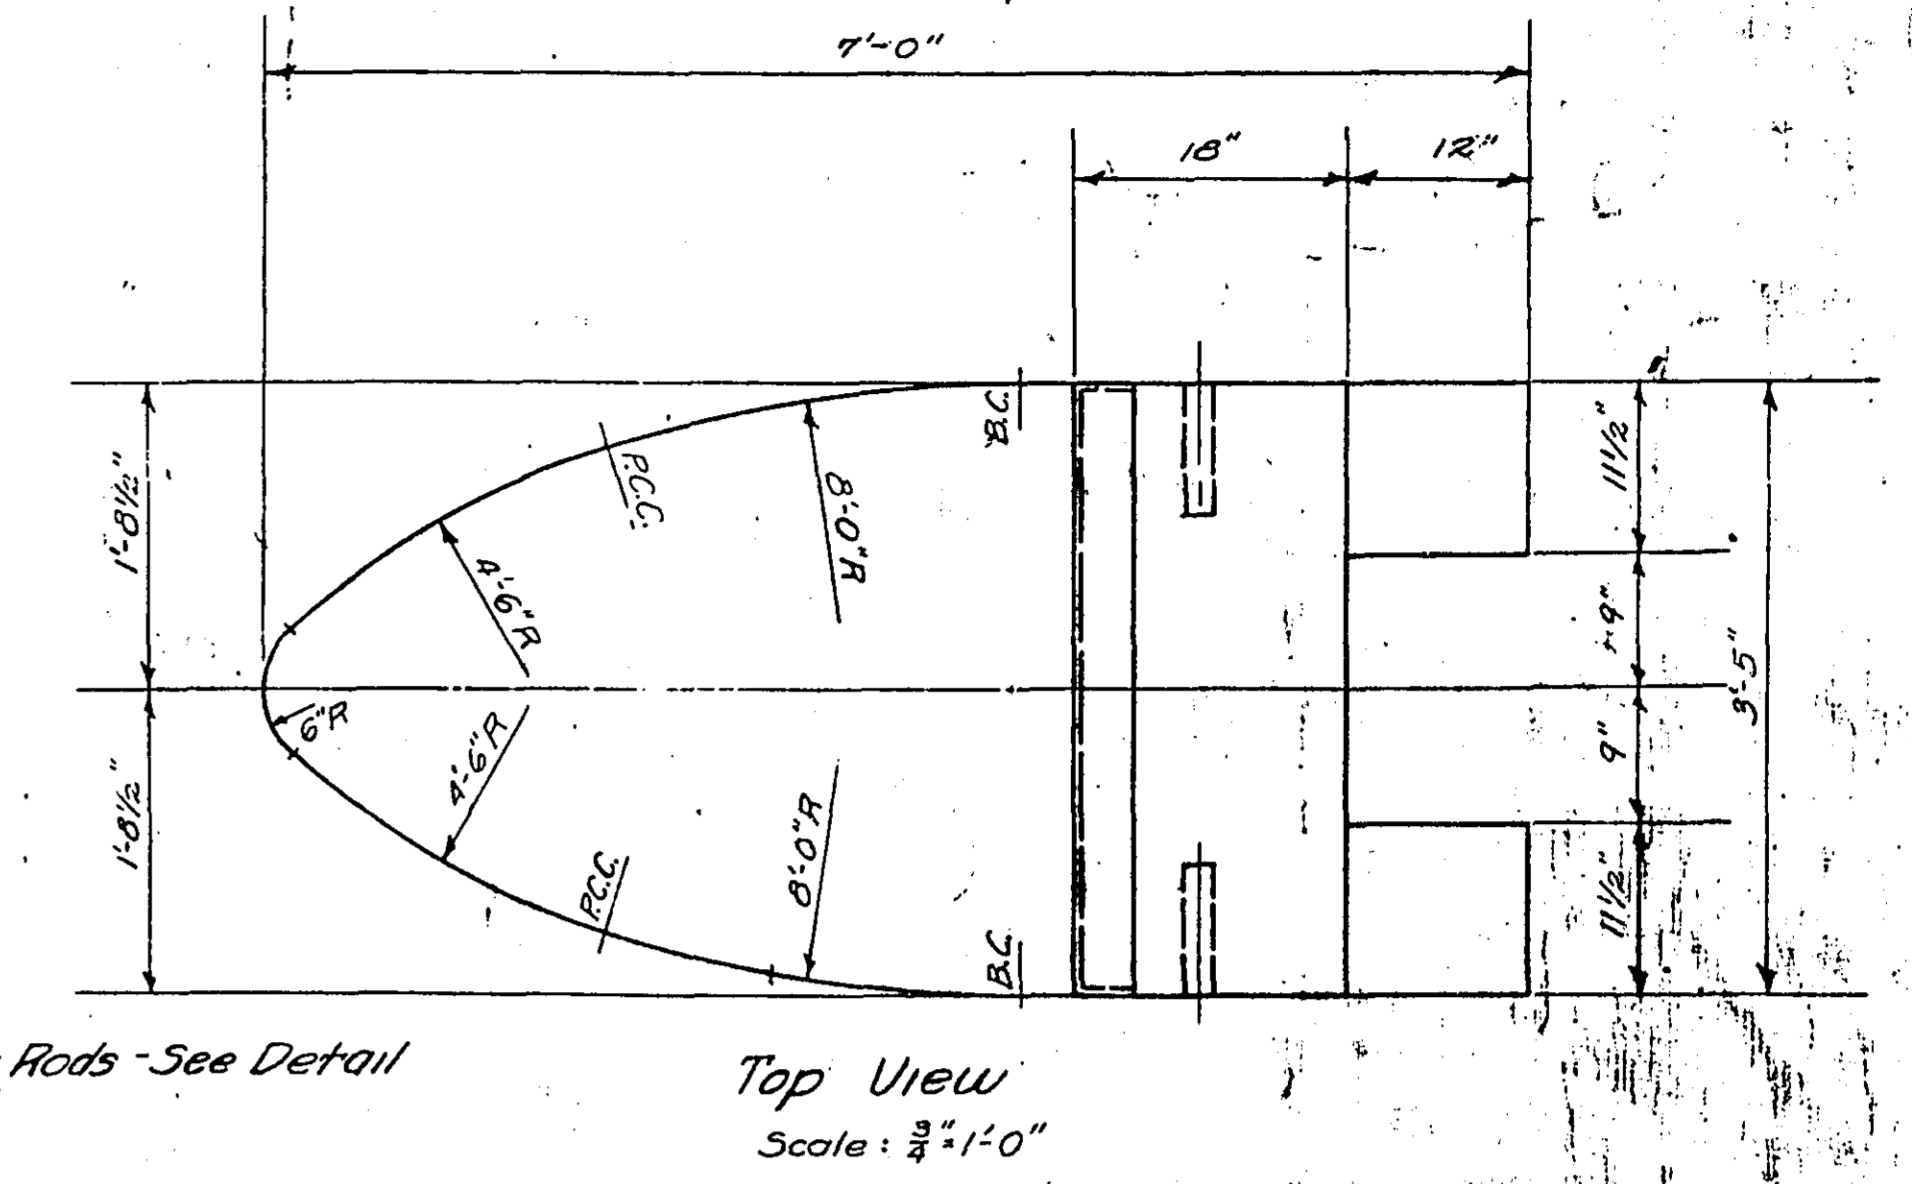 7'-0"
18"
12"
1'-8½"
B.C.
P.C.C.
8'-0"R
4'-6"R
11½"
9"
3'-5"
6"R
4'-6"R
9"
1'-8½"
8'-0"R
P.C.C.
11½"
B.C.
Rods - See Detail
Top View
Scale: ¾" = 1'-0"